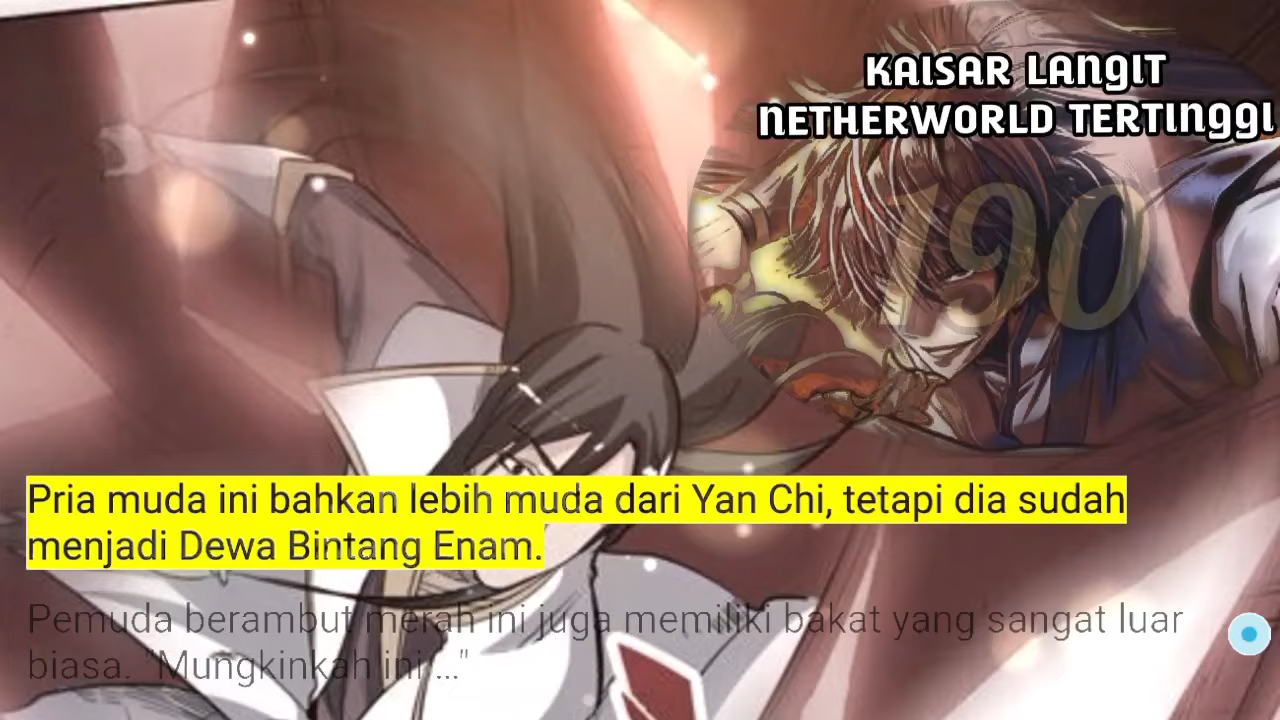 KAISAR LANGIT
NETHERWORLD TERTINGGI
190
Pria muda ini bahkan lebih muda dari Yan Chi, tetapi dia sudah
menjadi Dewa Bintang Enam.
Pemuda berambut merah ini juga memiliki bakat yang sangat luar
biasa. "Mungkinkah ini ..."